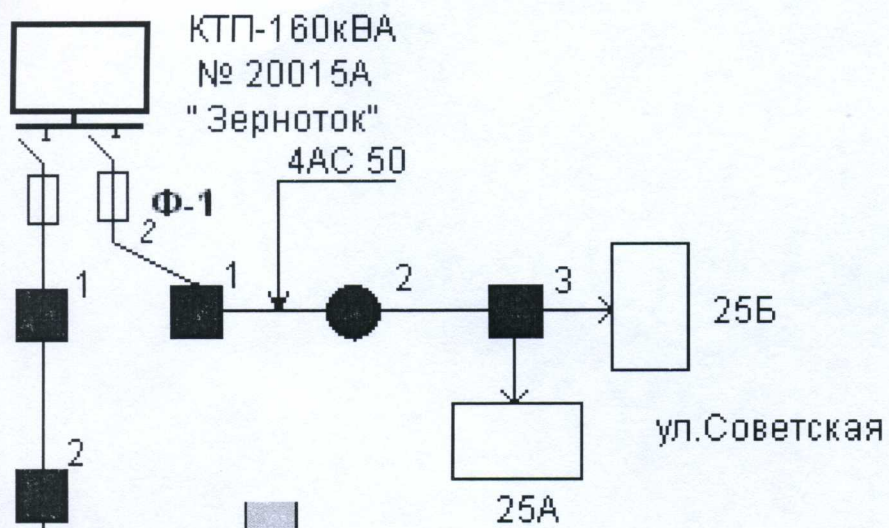 КТП-160кВА
№ 20015А
"Зерноток"
4АС 50
Ф-1
2
1
1
2
3
25Б
ул.Советская
2
25А